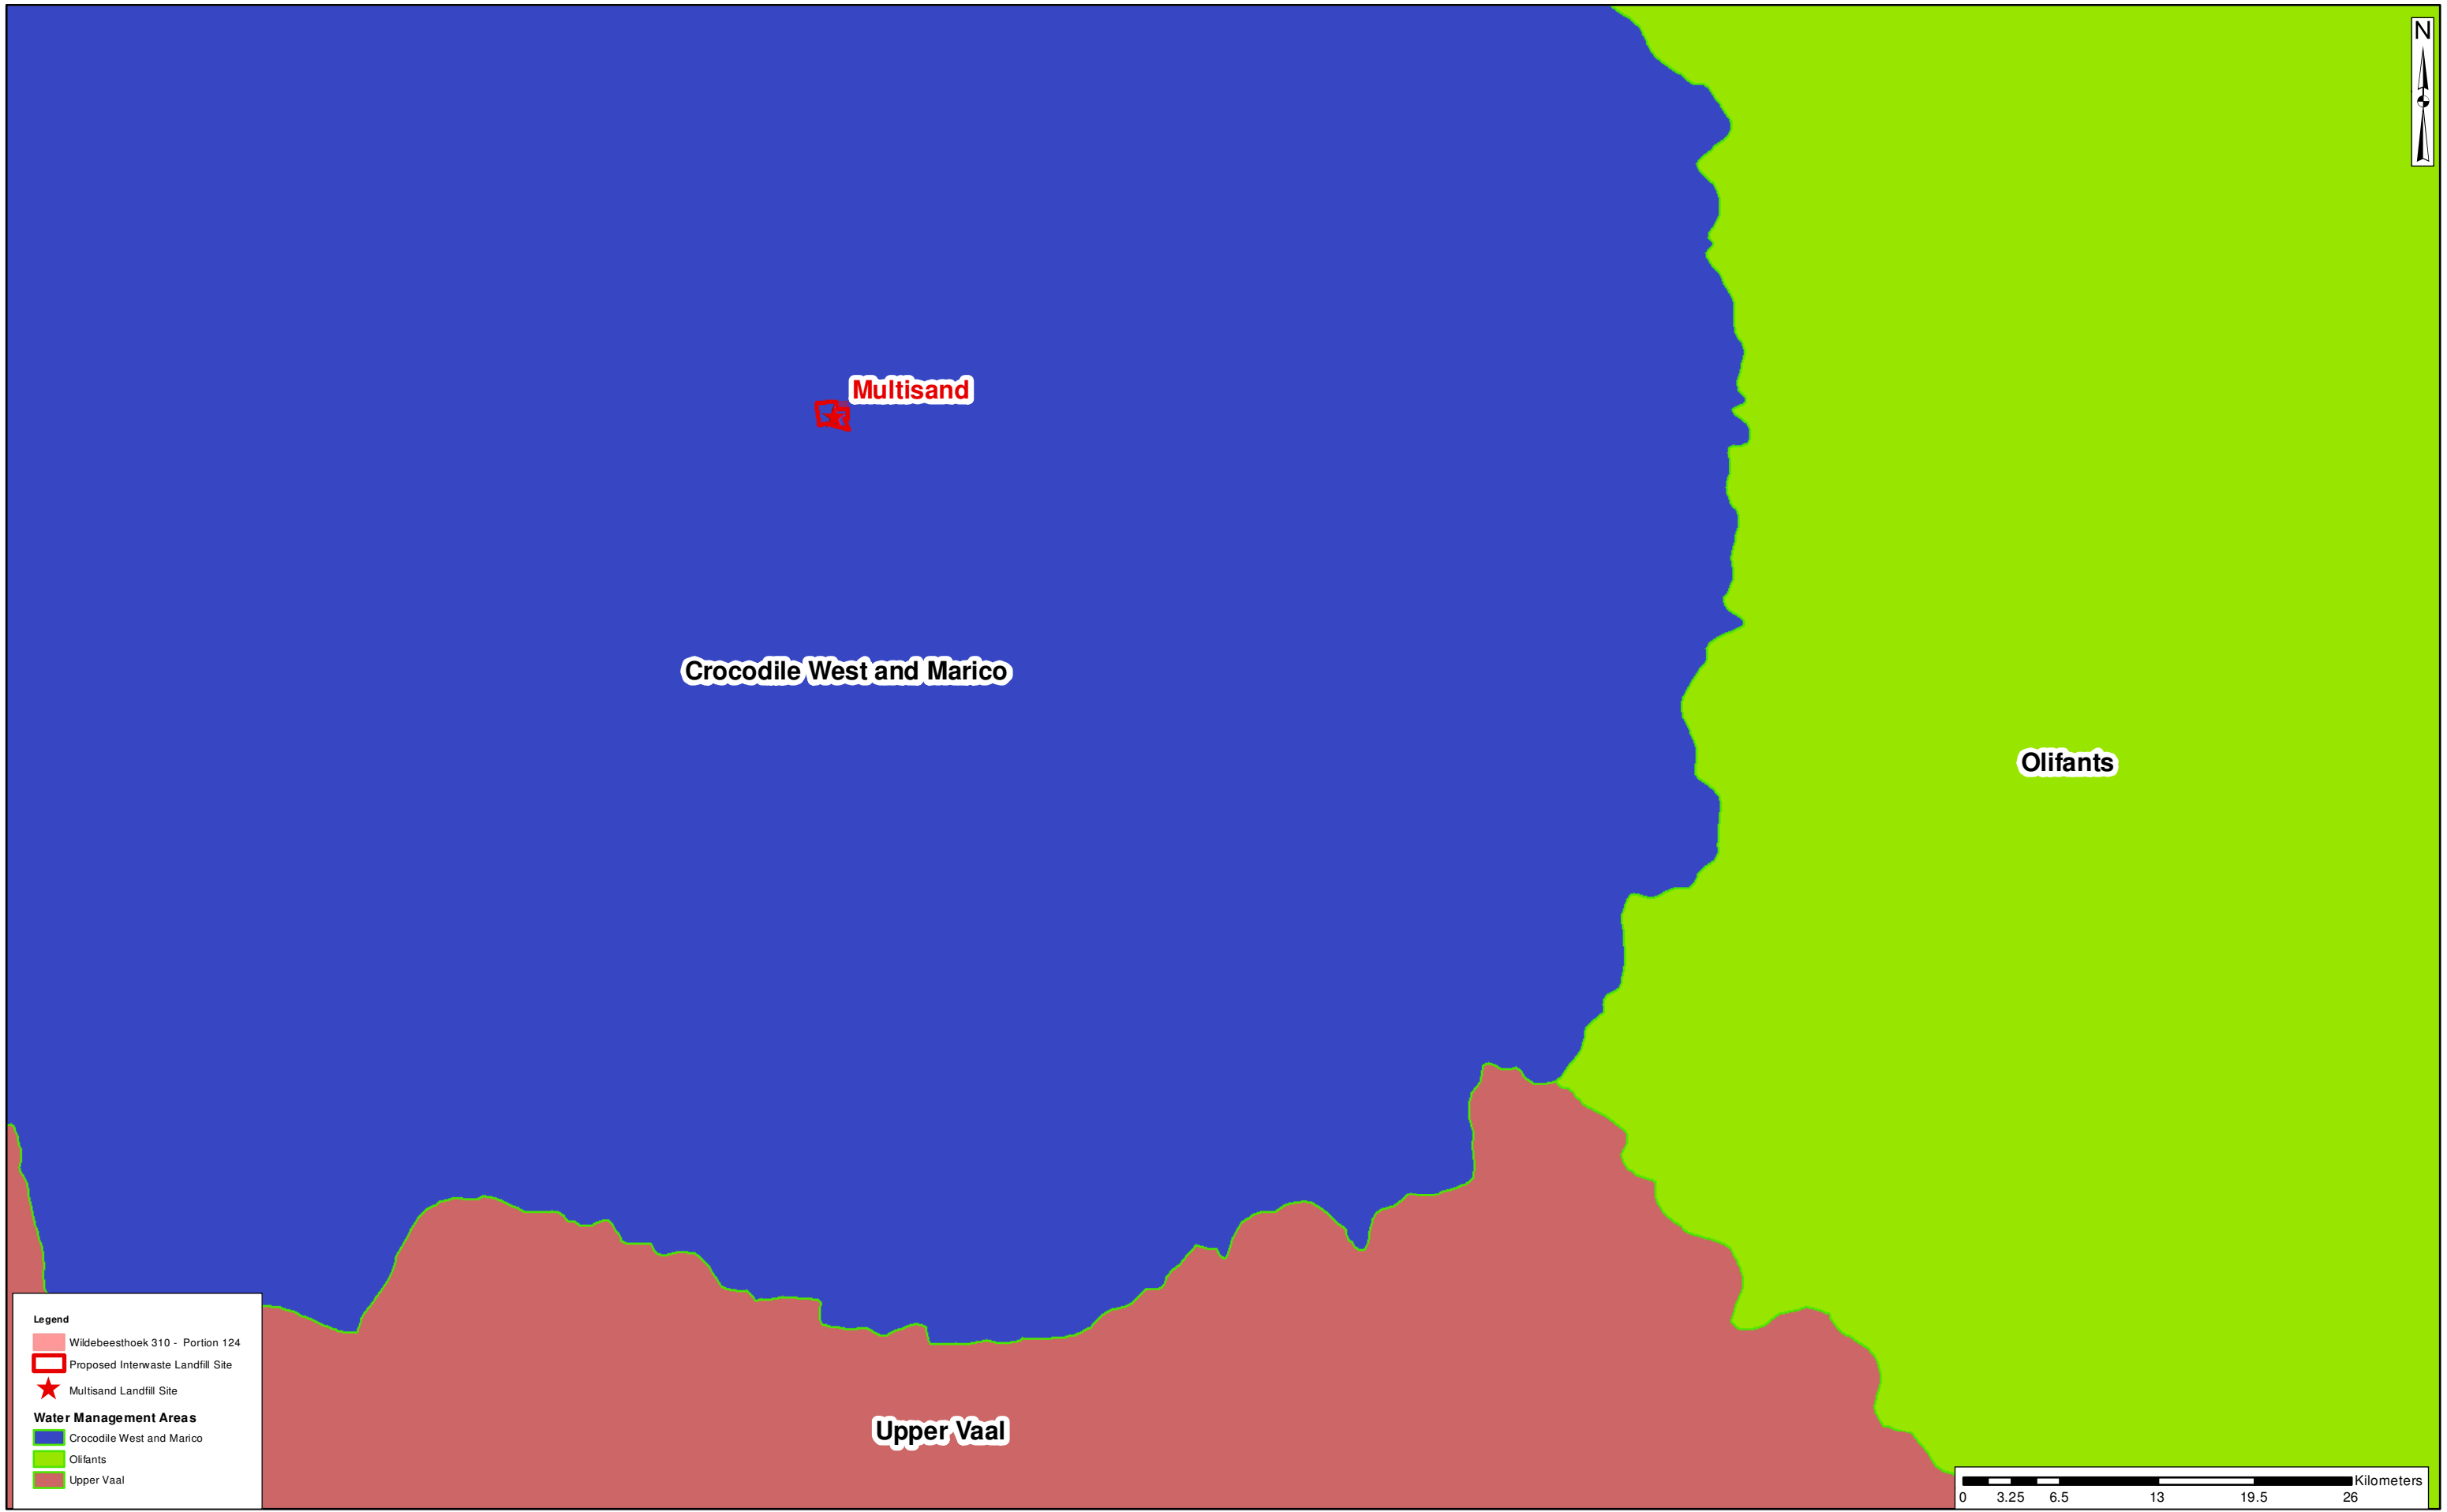 N
Multisand
Crocodile West and Marico
Olifants
Upper Vaal
Legend
Wildebeesthoek 310 - Portion 124
Proposed Interwaste Landfill Site
Multisand Landfill Site
Water Management Areas
Crocodile West and Marico
Olifants
Upper Vaal
Kilometers
0 3.25 6.5 13 19.5 26